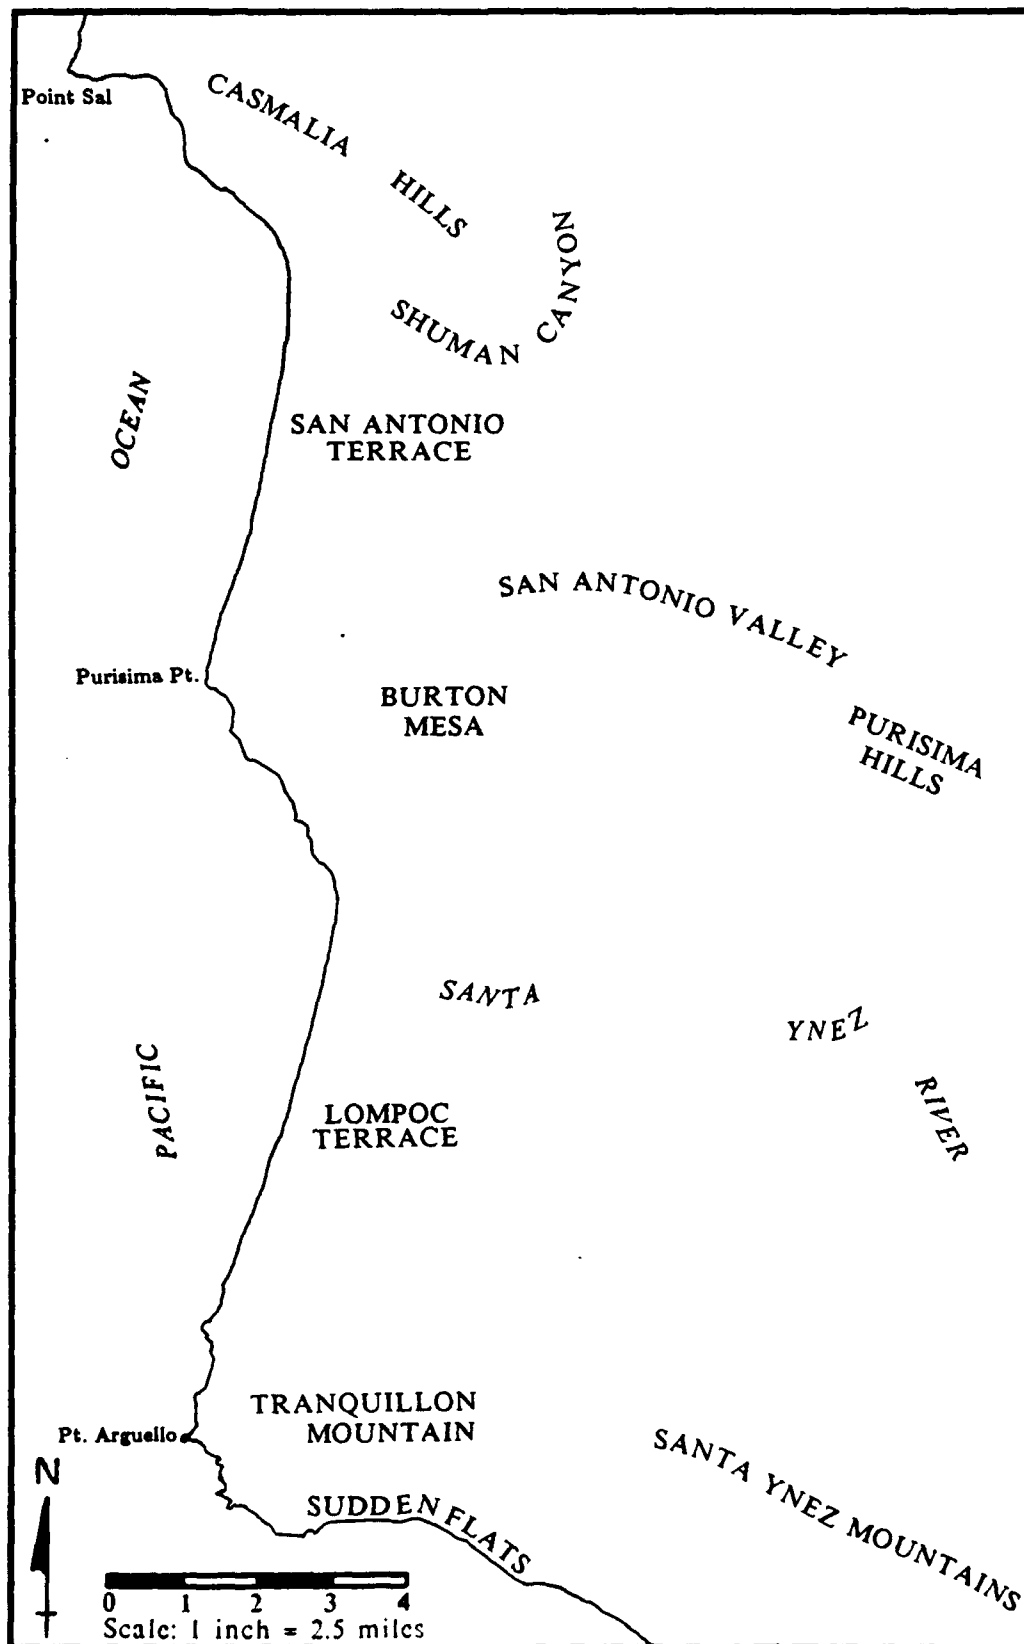 Point Sal
CASMALIA HILLS
SHUMAN CANYON
OCEAN
SAN ANTONIO
TERRACE
SAN ANTONIO VALLEY
Purisima Pt.
BURTON
MESA
PURISIMA
HILLS
SANTA YNEZ RIVER
PACIFIC
LOMPOC
TERRACE
TRANQUILLON
MOUNTAIN
Pt. Arguello
SANTA YNEZ MOUNTAINS
N
SUDDEN FLATS
0 1 2 3 4
Scale: 1 inch = 2.5 miles